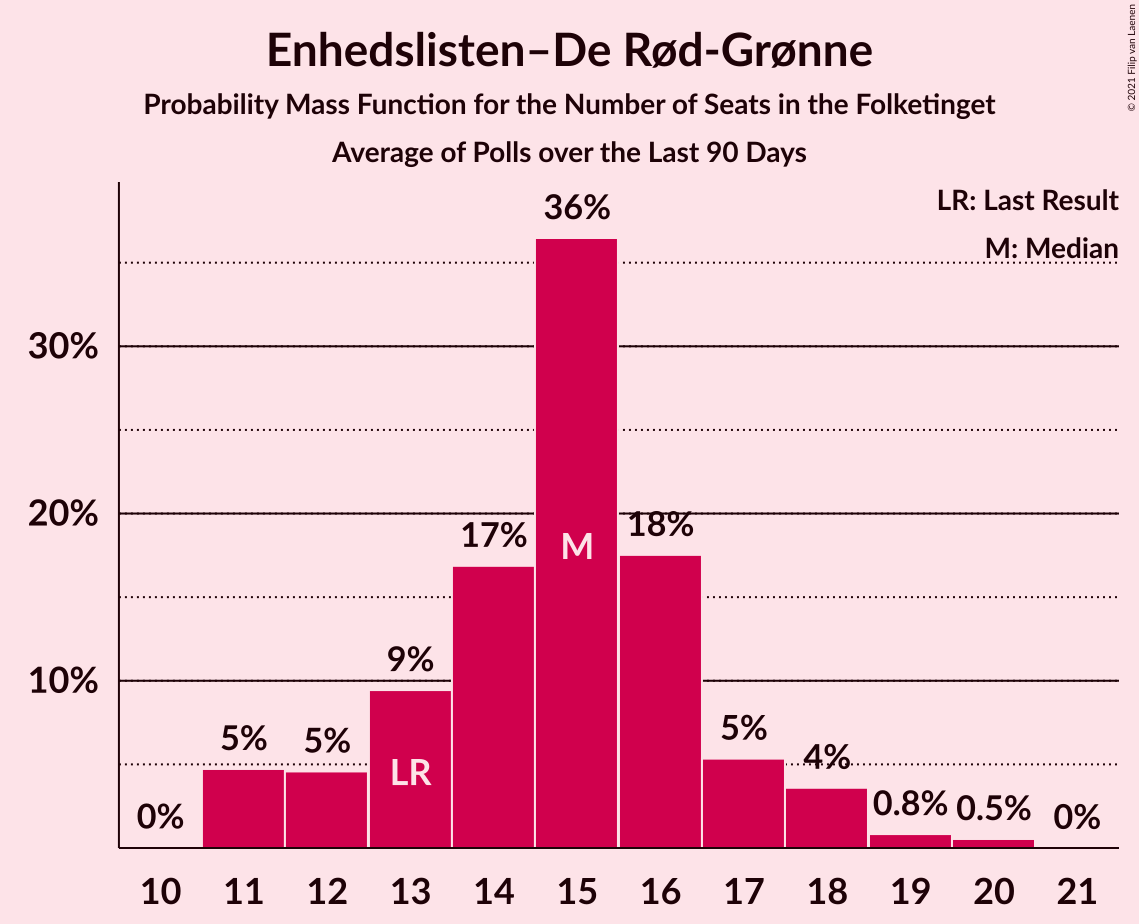 Enhedslisten–De Rød-Grønne
Probability Mass Function for the Number of Seats in the Folketinget
Average of Polls over the Last 90 Days
© 2021 Filip van Laenen
LR: Last Result
M: Median
36%
30%
20%
18%
17%
M
10%
9%
LR
5%
5%
5%
4%
0%
0.8%
0.5%
0%
10 11 12 13 14 15 16 17 18 19 20 21